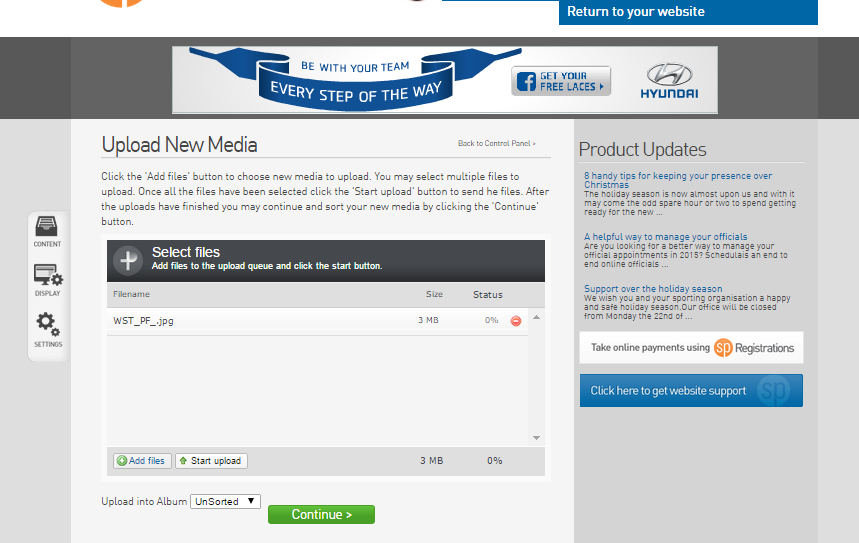 Return to your website
BE WITH YOUR TEAM
EVERY STEP OF THE WAY
GET YOUR
FREE LACES
HYUNDAI
Upload New Media
Back to Control Panel >
Click the 'Add files' button to choose new media to upload. You may select multiple files to
upload. Once all the files have been selected click the 'Start upload' button to send he files. After
the uploads have finished you may continue and sort your new media by clicking the 'Continue'
button.
CONTENT
DISPLAY
SETTINGS
Select files
Add files to the upload queue and click the start button.
Filename Size Status
WST_PF_.jpg 3 MB 0%
Add files Start upload 3 MB 0%
Upload into Album UnSorted
Continue >
Product Updates
8 handy tips for keeping your presence over
Christmas
The holiday season is now almost upon us and with it
may come the odd spare hour or two to spend getting
ready for the new ...
A helpful way to manage your officials
Are you looking for a better way to manage your
official appointments in 2015? Schedulais an end to
end online officials ...
Support over the holiday season
We wish you and your sporting organisation a happy
and safe holiday season.Our office will be closed
from Monday the 22nd of ...
Take online payments using sp Registrations
Click here to get website support sp